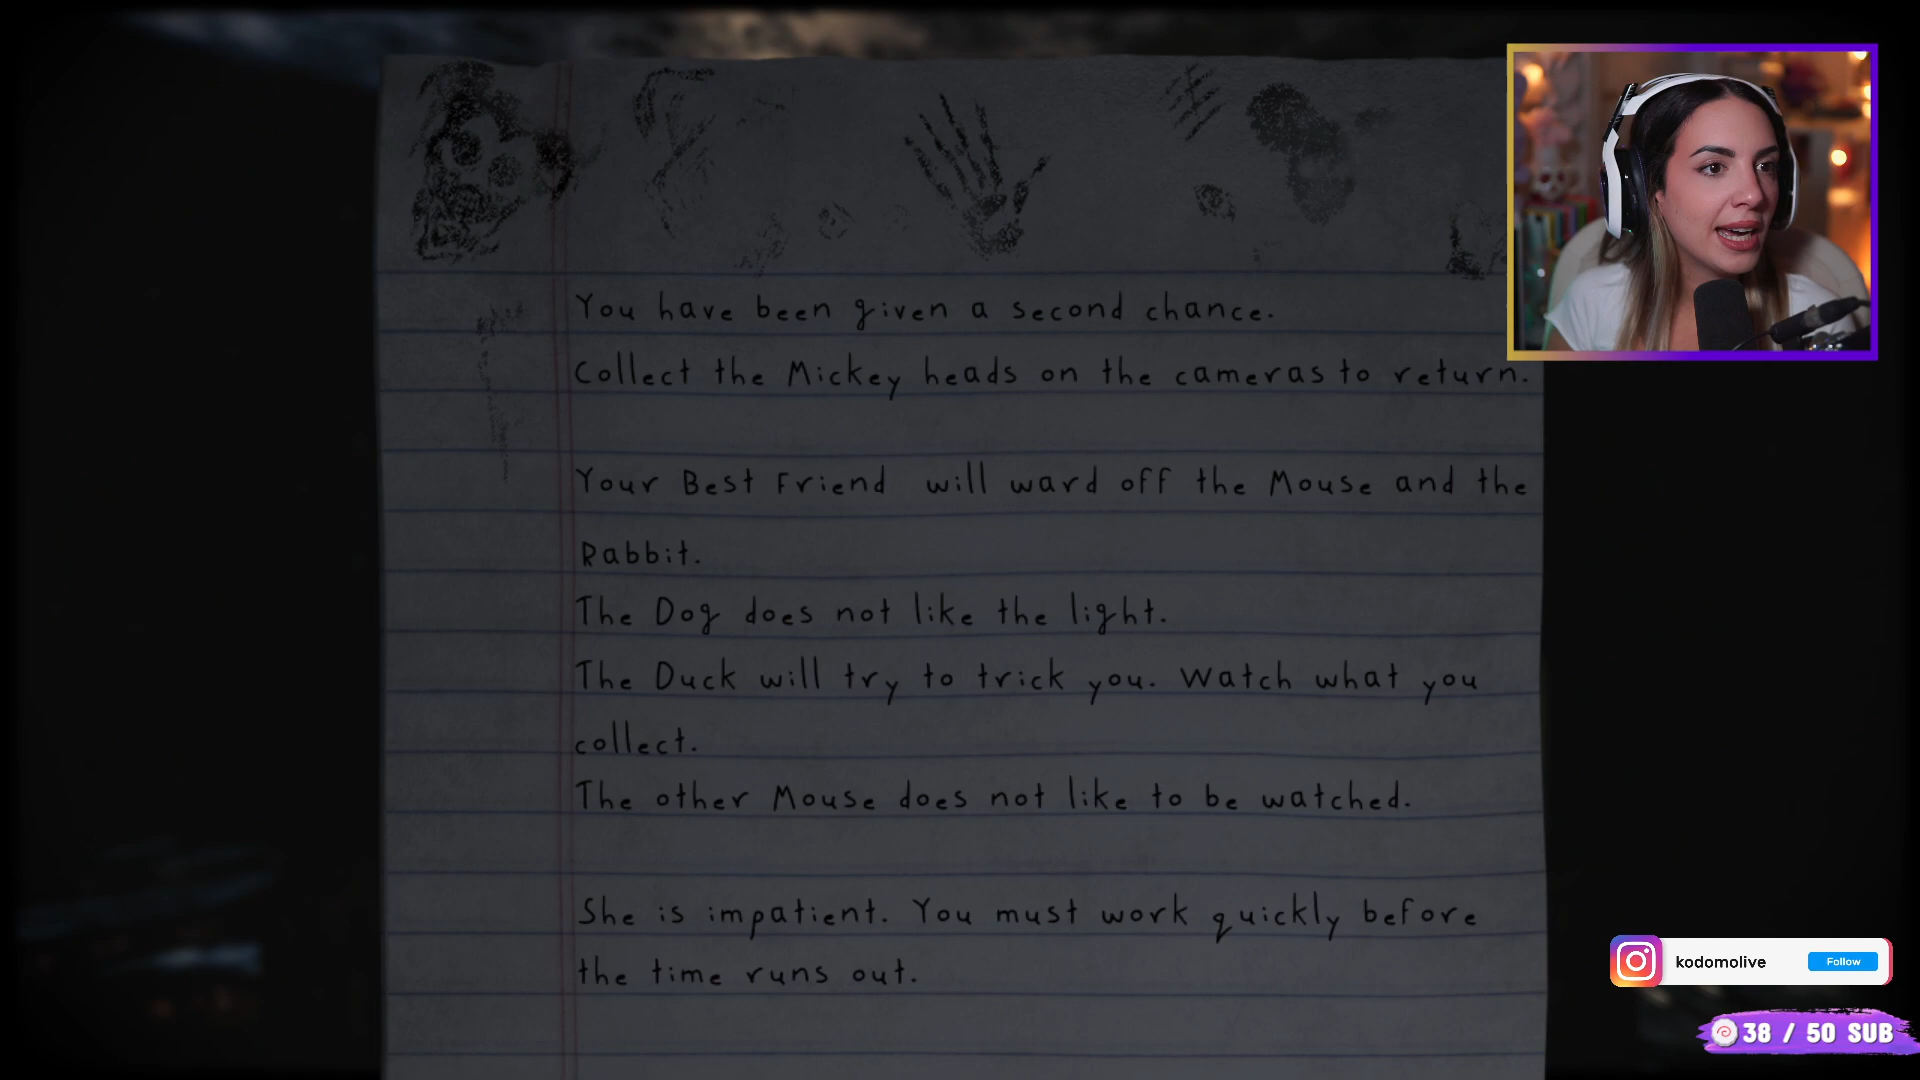 You have been given a second chance.
Collect the Mickey heads on the cameras to return.
Your Best Friend will ward off the Mouse and the
Rabbit.
The Dog does not like the light.
The Duck will try to trick you. Watch what you
collect.
The other Mouse does not like to be watched.
She is impatient. You must work quickly before
the time runs out.
kodomolive
Follow
38 / 50 SUB